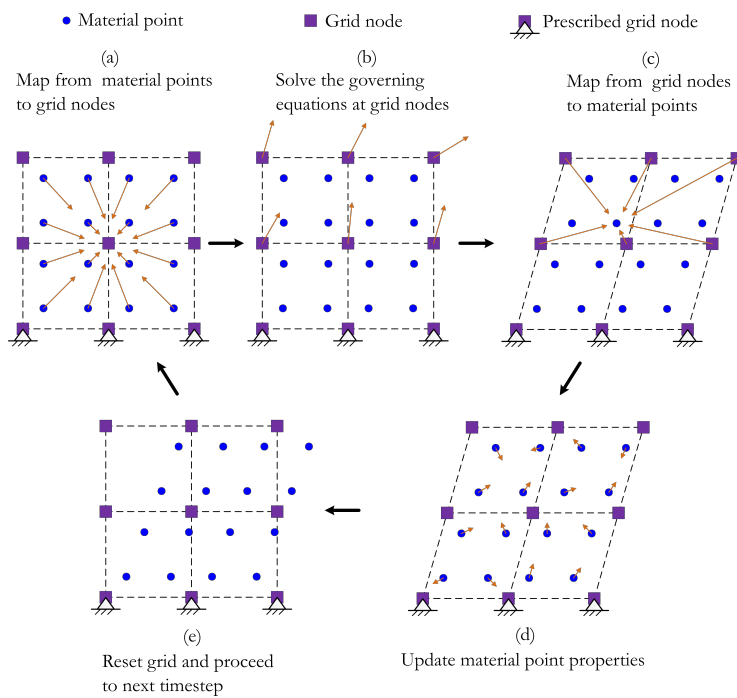 Material point
Grid node
Prescribed grid node
(a)
Map from material points
to grid nodes
(b)
Solve the governing
equations at grid nodes
(c)
Map from grid nodes
to material points
(e)
Reset grid and proceed
to next timestep
(d)
Update material point properties